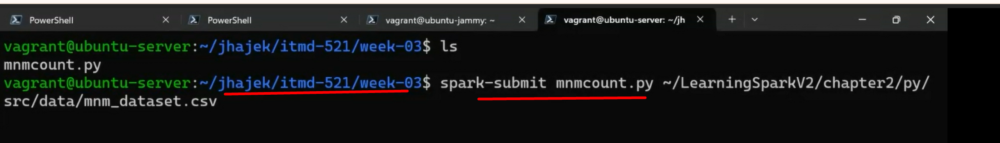 PowerShell
PowerShell
vagrant@ubuntu-jammy: ~
vagrant@ubuntu-server: ~/jh
vagrant@ubuntu-server:~/jhajek/itmd-521/week-03$ ls
mnmcount.py
vagrant@ubuntu-server:~/jhajek/itmd-521/week-03$ spark-submit mnmcount.py ~/LearningSparkV2/chapter2/py/
src/data/mnm_dataset.csv